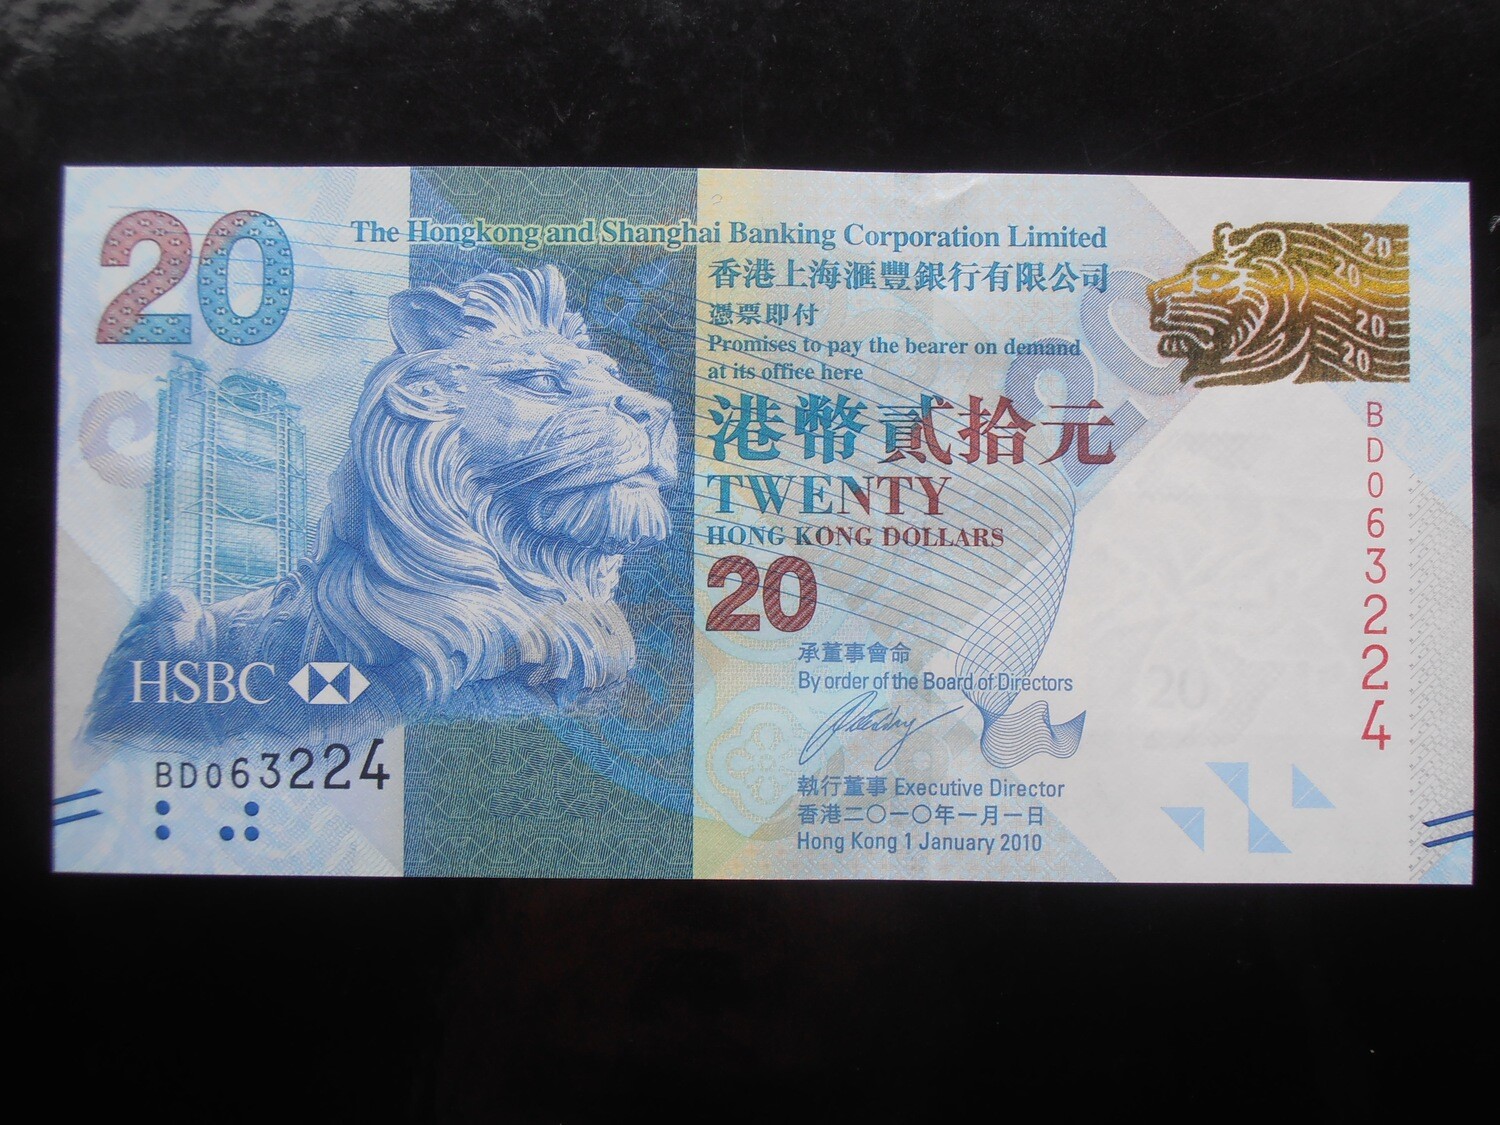 20
The Hongkong and Shanghai Banking Corporation Limited
香港上海滙豐銀行有限公司
憑票即付
Promises to pay the bearer on demand
at its office here
港幣貳拾元
TWENTY
HONG KONG DOLLARS
20
承董事會命
By order of the Board of Directors
執行董事 Executive Director
香港二〇一〇年一月一日
Hong Kong 1 January 2010
HSBC
BD063224
20
20
20
20
BD063224
20
20